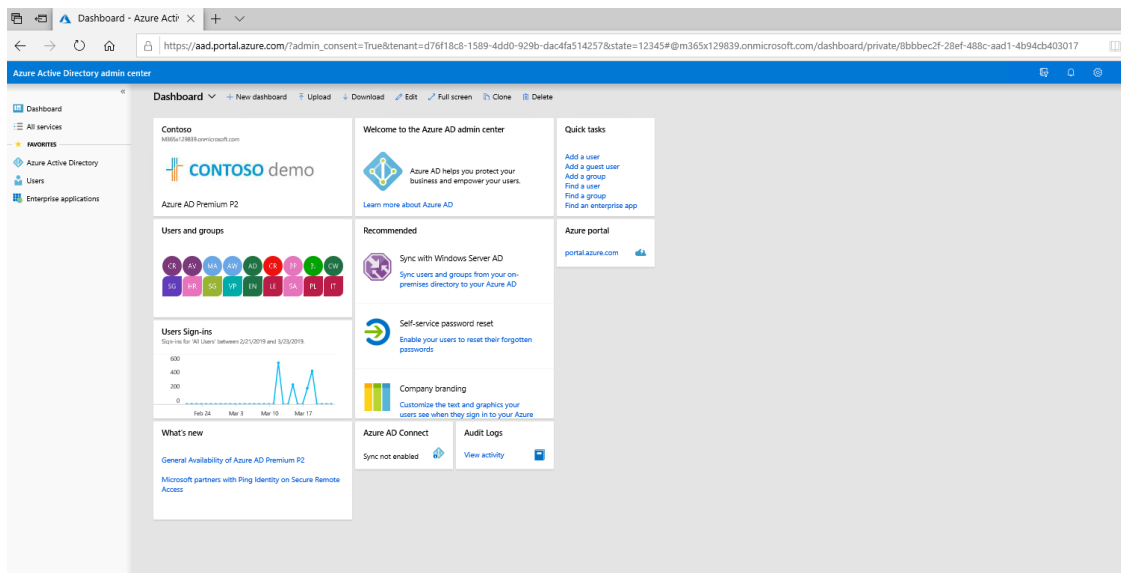 Dashboard - Azure Acti
https://aad.portal.azure.com/?admin_consent=True&tenant=d76f18c8-1589-4dd0-929b-dac4fa514257&state=12345#@m365x129839.onmicrosoft.com/dashboard/private/8bbbec2f-28ef-488c-aad1-4b94cb403017
Azure Active Directory admin center
Dashboard
All services
FAVORITES
Azure Active Directory
Users
Enterprise applications
Dashboard New dashboard Upload Download Edit Full screen Clone Delete
Contoso
M365x129839.onmicrosoft.com
CONTOSO demo
Azure AD Premium P2
Welcome to the Azure AD admin center
Azure AD helps you protect your
business and empower your users.
Learn more about Azure AD
Quick tasks
Add a user
Add a guest user
Add a group
Find a user
Find a group
Find an enterprise app
Users and groups
CR AV MA AW AD CR CW
SG HR SG VP EN LE SA PL IT
Recommended
Sync with Windows Server AD
Sync users and groups from your on-
premises directory to your Azure AD
Self-service password reset
Enable your users to reset their forgotten
passwords
Company branding
Customize the text and graphics your
users see when they sign in to your Azure
Azure portal
portal.azure.com
Users Sign-ins
Sign-ins for 'All Users' between 2/21/2019 and 3/23/2019.
600
400
200
0
Feb 24 Mar 3 Mar 10 Mar 17
What's new
General Availability of Azure AD Premium P2
Microsoft partners with Ping Identity on Secure Remote
Access
Azure AD Connect
Sync not enabled
Audit Logs
View activity